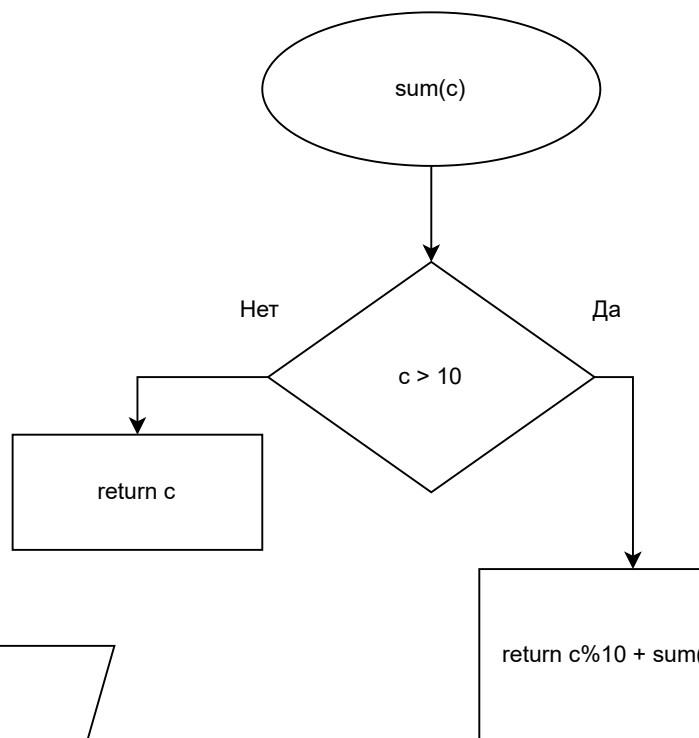 sum(c)
Нет
Да
c > 10
return c
return c%10 + sum(